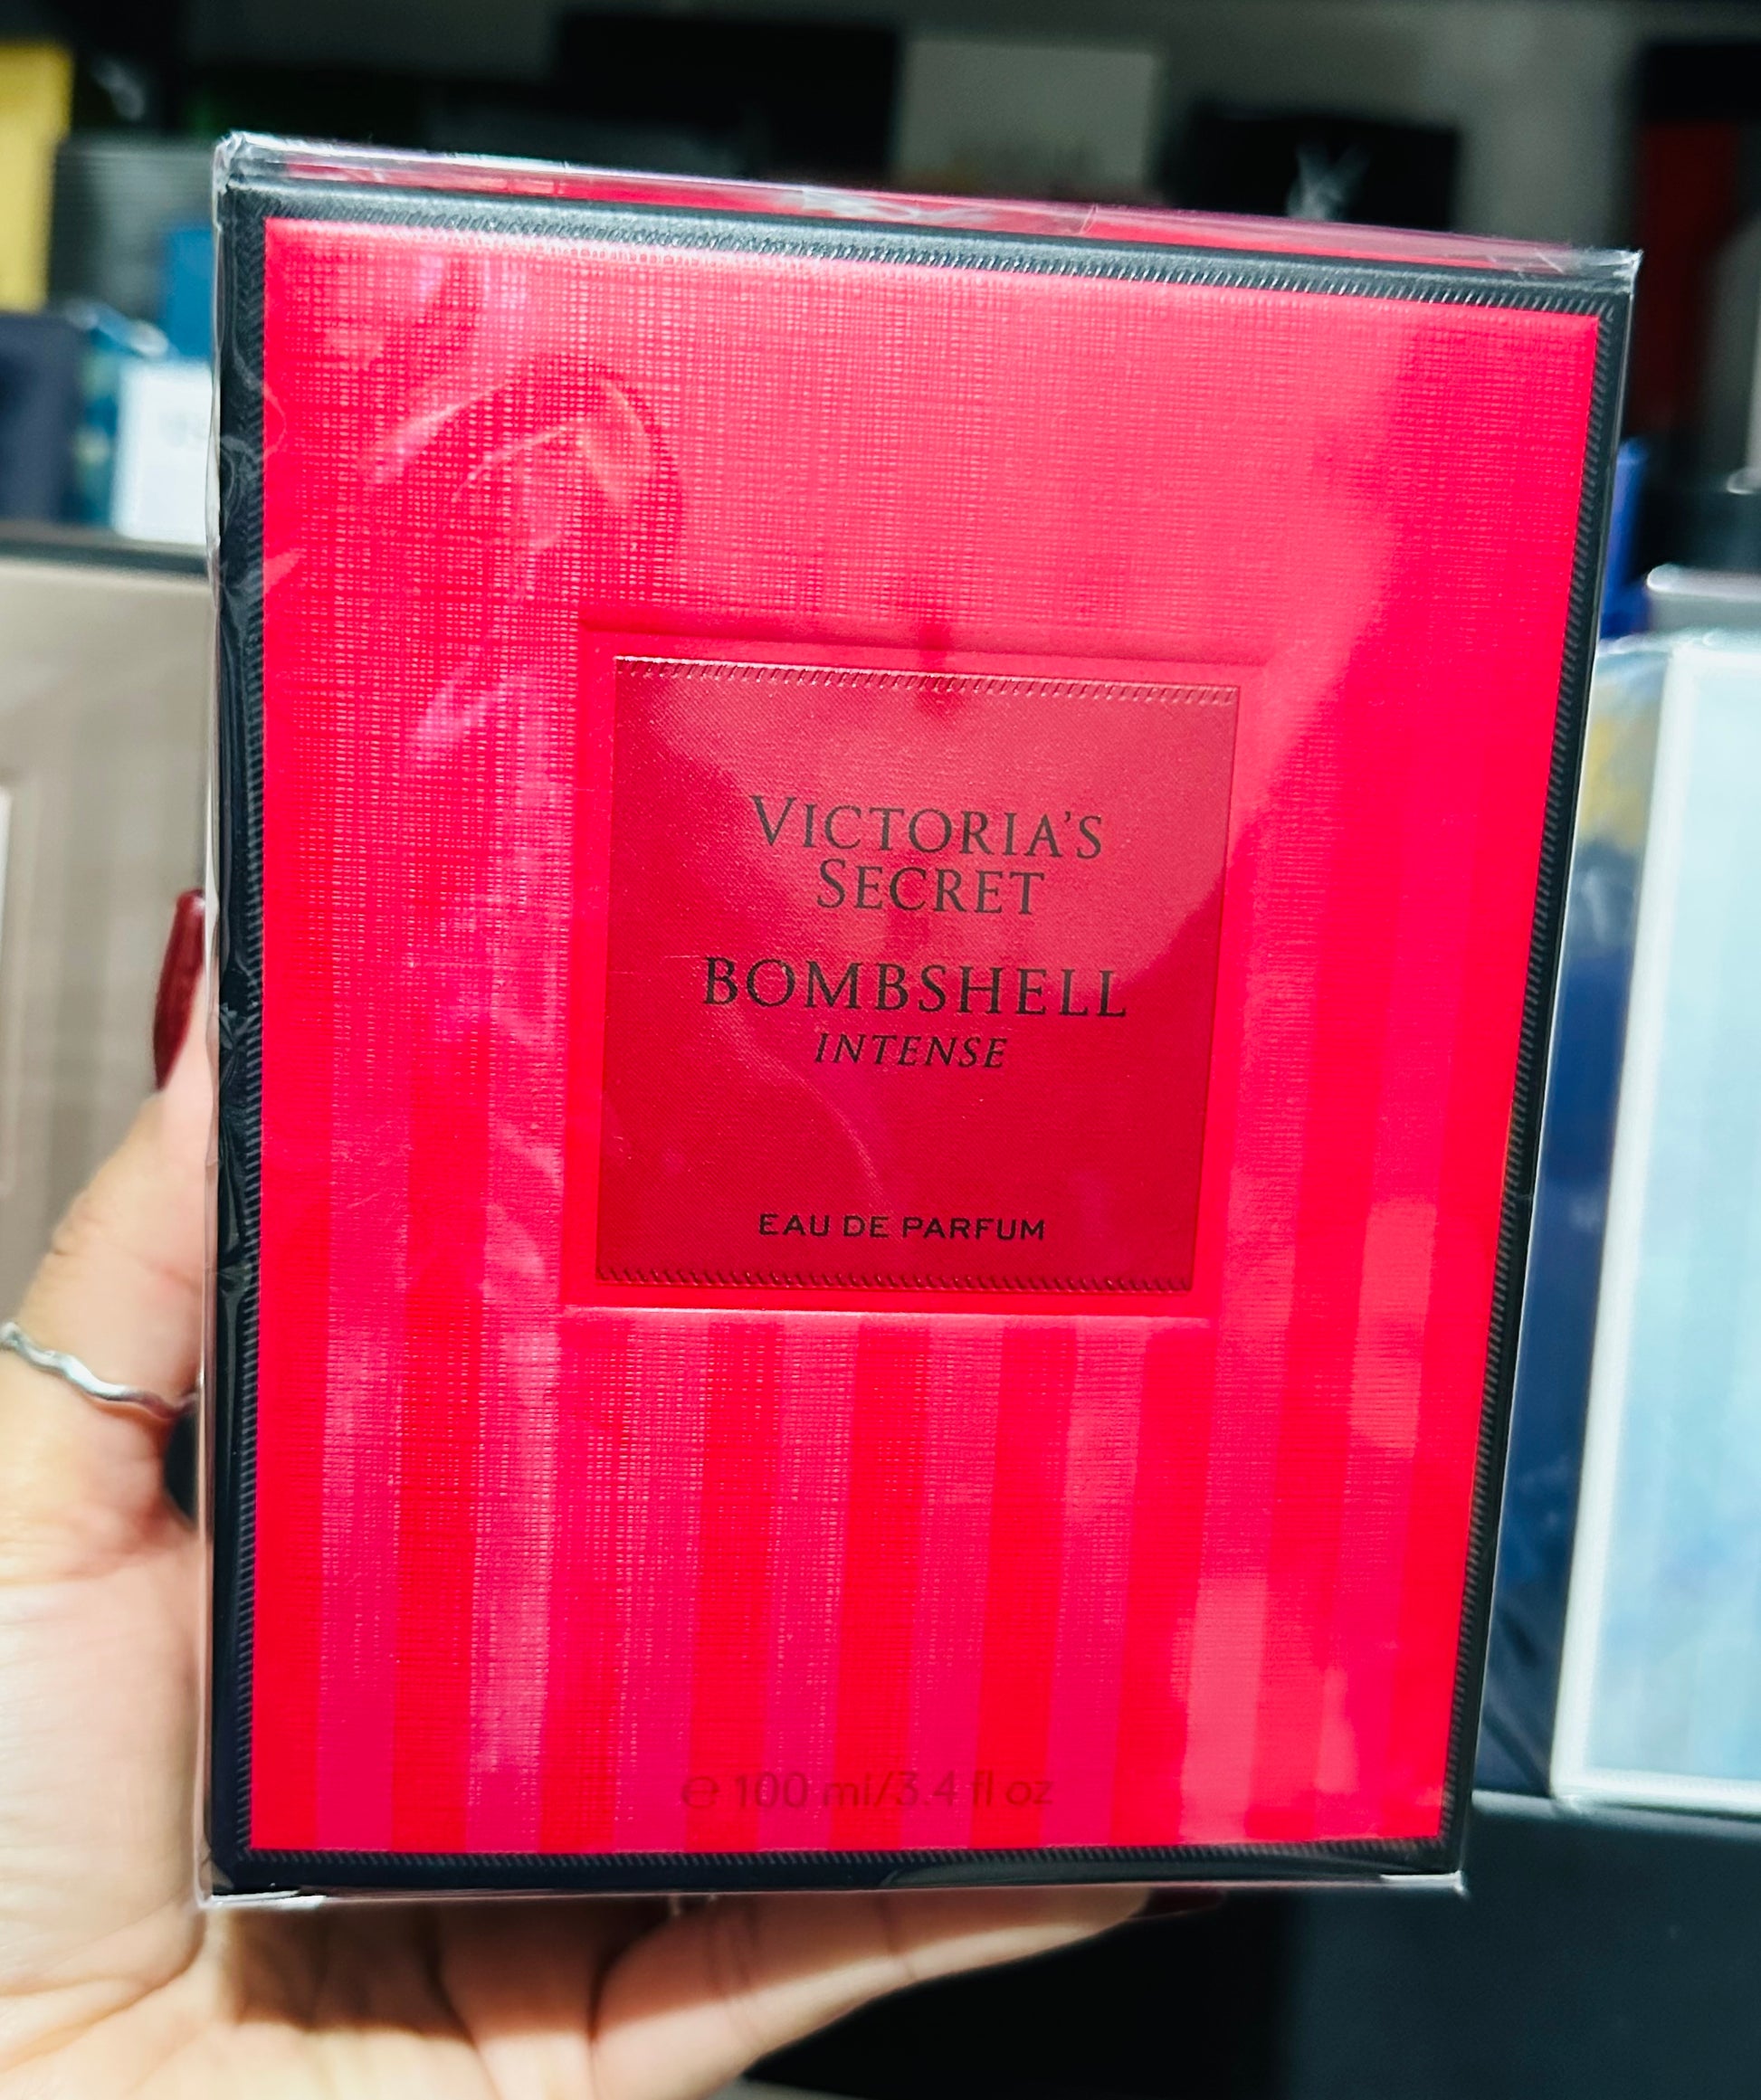 VICTORIA'S
SECRET
BOMBSHELL
INTENSE
EAU DE PARFUM
℮ 100 ml/3.4 fl oz